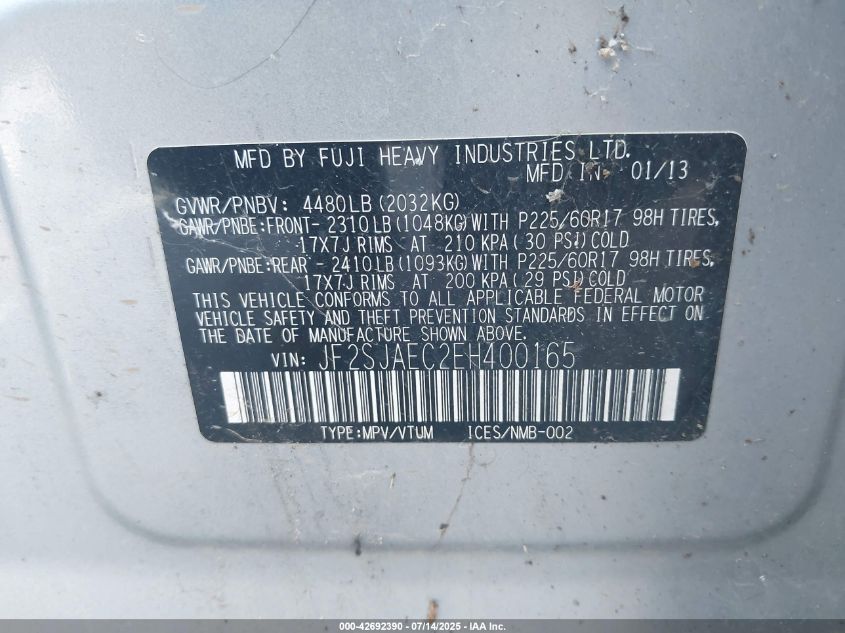 MFD BY FUJI HEAVY INDUSTRIES LTD.
MFD IN 01/13
GVWR/PNBV: 4480LB(2032KG)
GAWR/PNBE:FRONT- 2310LB(1048KG)WITH P225/60R17 98H TIRES,
17X7J RIMS AT 210 KPA(30 PSI)COLD
GAWR/PNBE:REAR - 2410LB(1093KG)WITH P225/60R17 98H TIRES,
17X7J RIMS AT 200 KPA(29 PSI)COLD
THIS VEHICLE CONFORMS TO ALL APPLICABLE FEDERAL MOTOR
VEHICLE SAFETY AND THEFT PREVENTION STANDARDS IN EFFECT ON
THE DATE OF MANUFACTURE SHOWN ABOVE.
VIN: JF2SJAEC2EH400165
TYPE:MPV/VTUM ICES/NMB-002
000-42692390 - 07/14/2025 - IAA Inc.